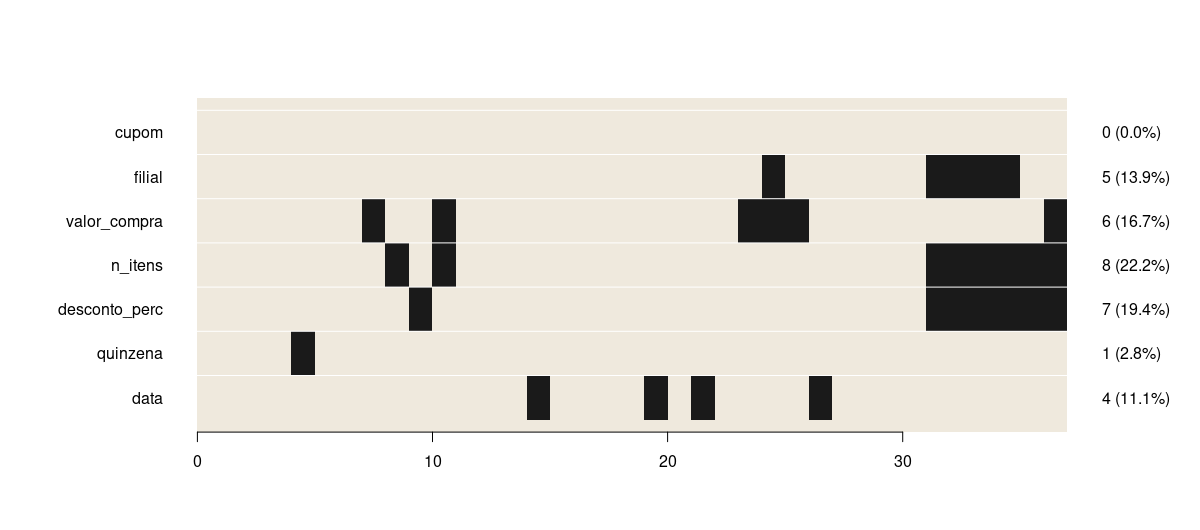 cupom 0 (0.0%)
filial 5 (13.9%)
valor_compra 6 (16.7%)
n_itens 8 (22.2%)
desconto_perc 7 (19.4%)
quinzena 1 (2.8%)
data 4 (11.1%)
0 10 20 30